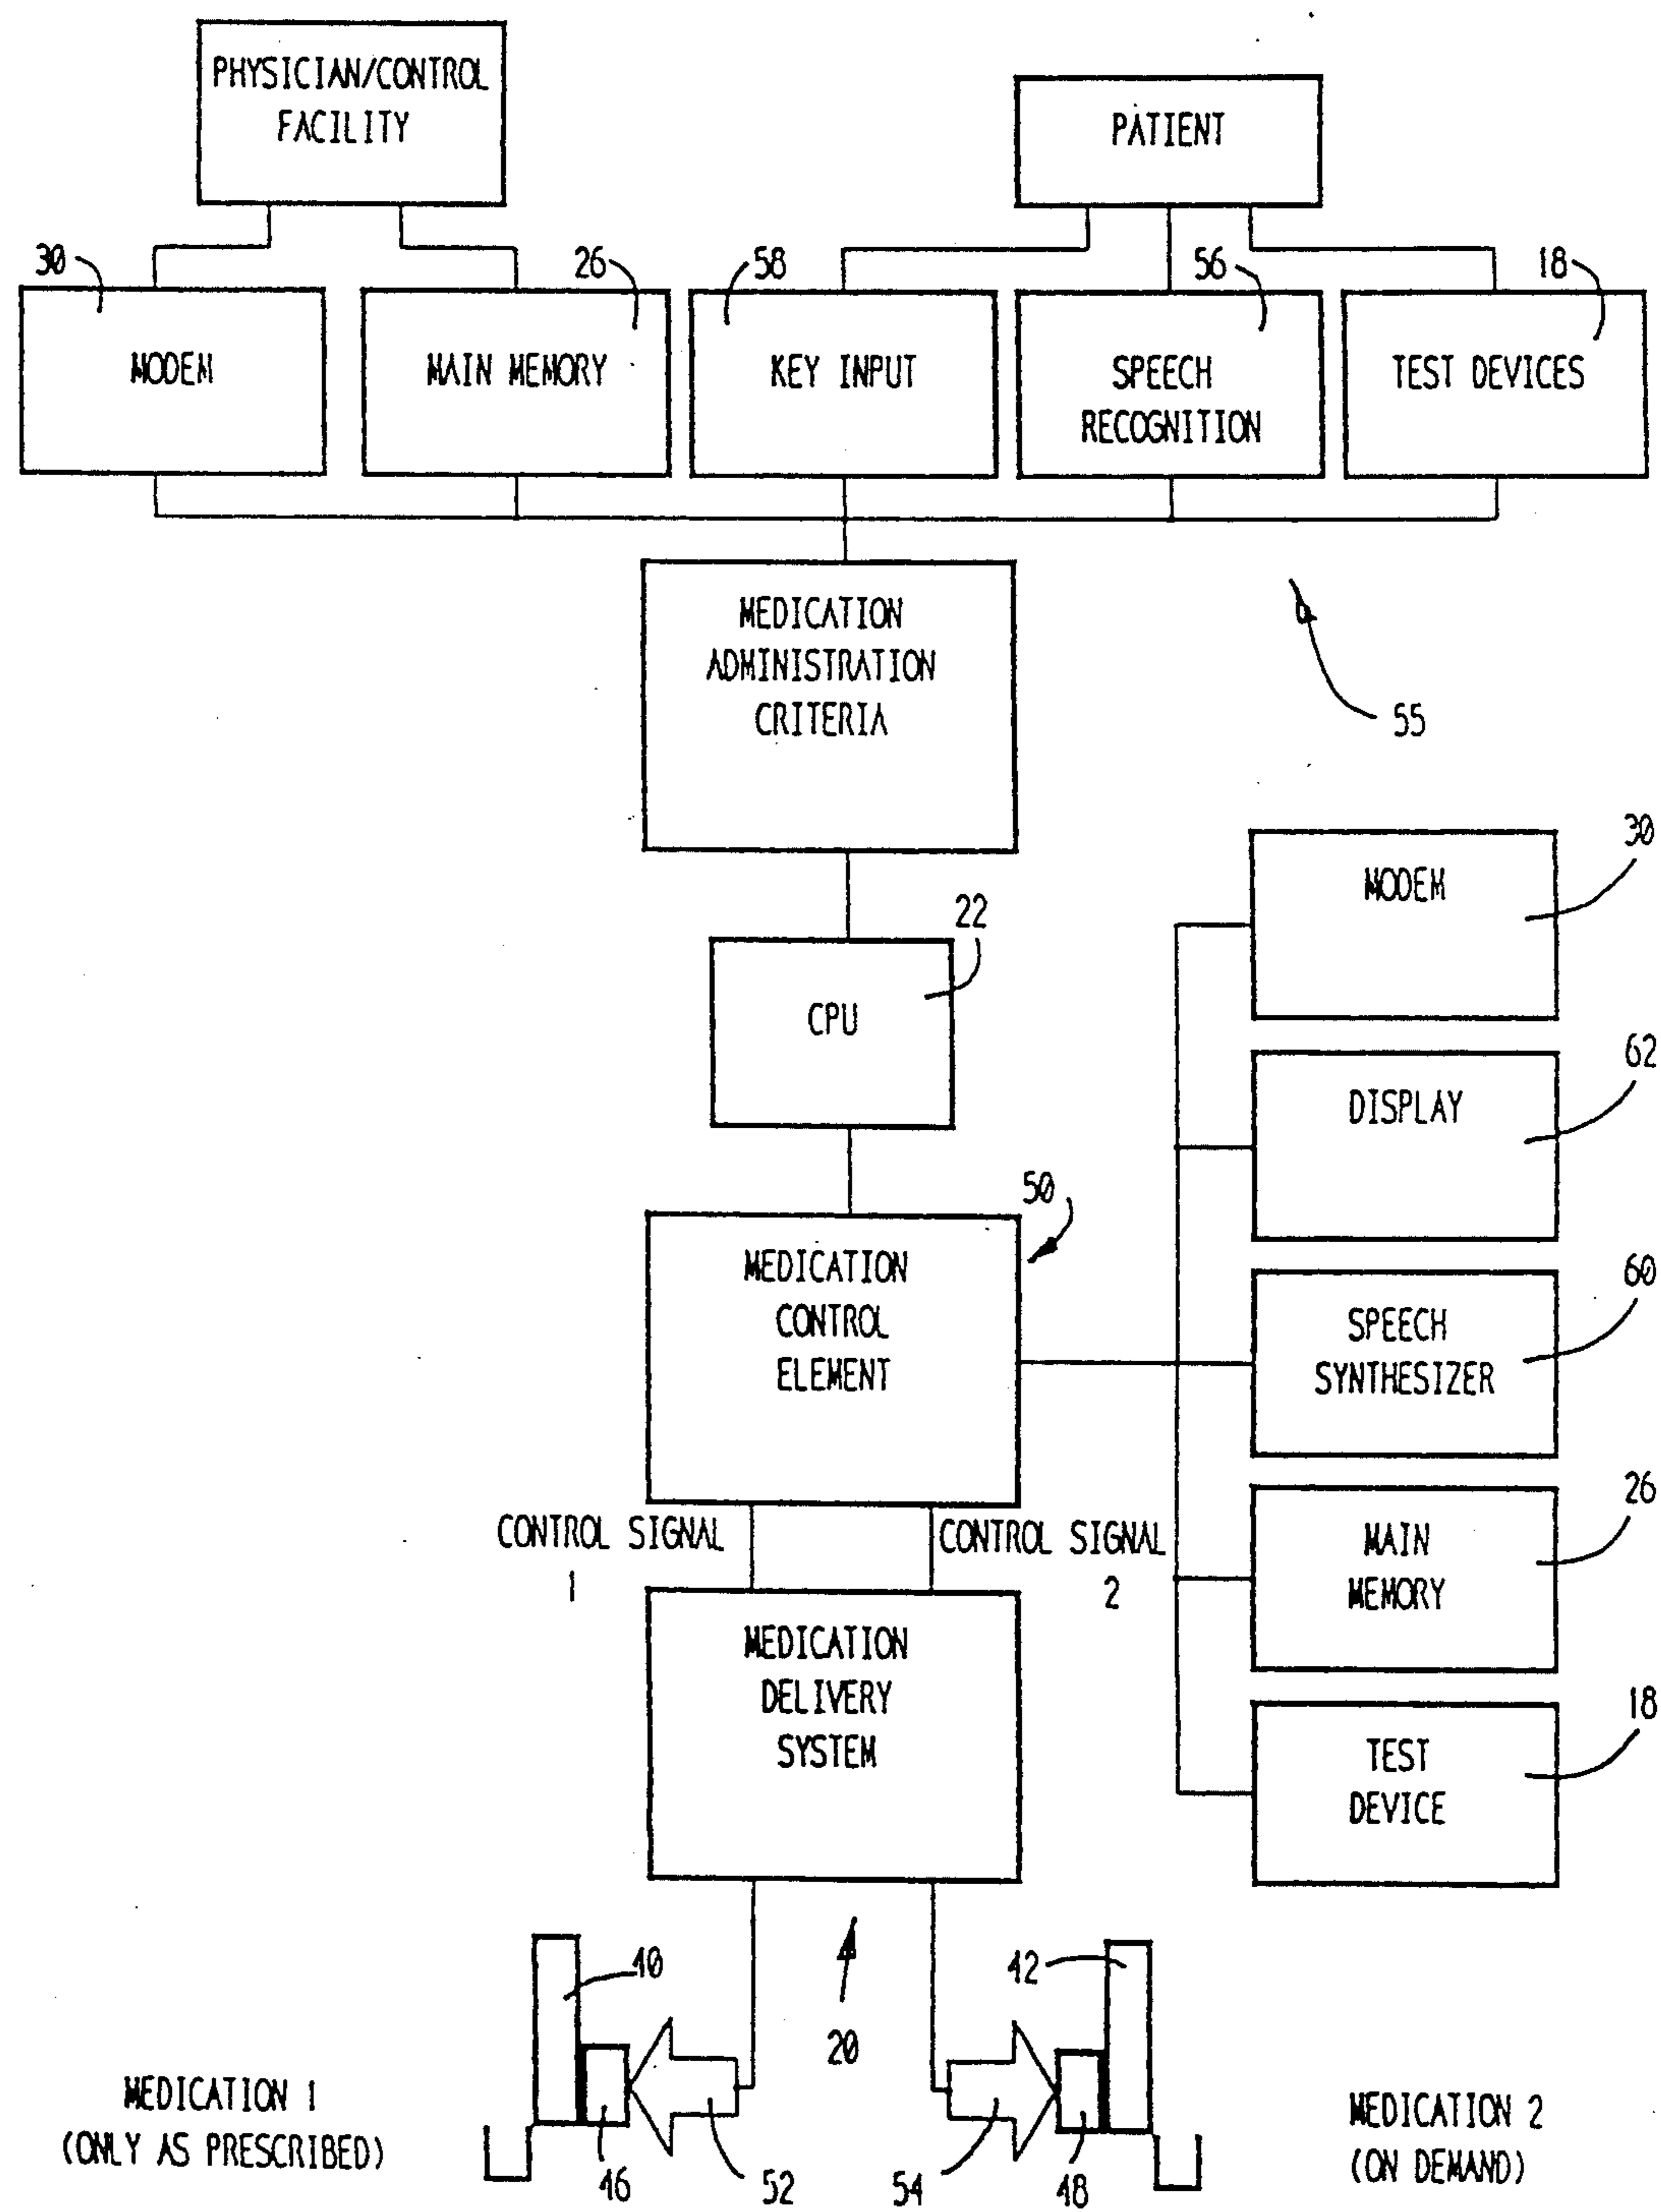 PHYSICIAN/CONTROL
FACILITY
PATIENT
30
26
58
56
18
MODEM
MAIN MEMORY
KEY INPUT
SPEECH
RECOGNITION
TEST DEVICES
MEDICATION
ADMINISTRATION
CRITERIA
55
30
MODEM
22
CPU
62
DISPLAY
50
MEDICATION
CONTROL
ELEMENT
60
SPEECH
SYNTHESIZER
CONTROL SIGNAL
1
CONTROL SIGNAL
2
26
MAIN
MEMORY
MEDICATION
DELIVERY
SYSTEM
18
TEST
DEVICE
40
42
20
MEDICATION 1
(ONLY AS PRESCRIBED)
46
52
54
48
MEDICATION 2
(ON DEMAND)